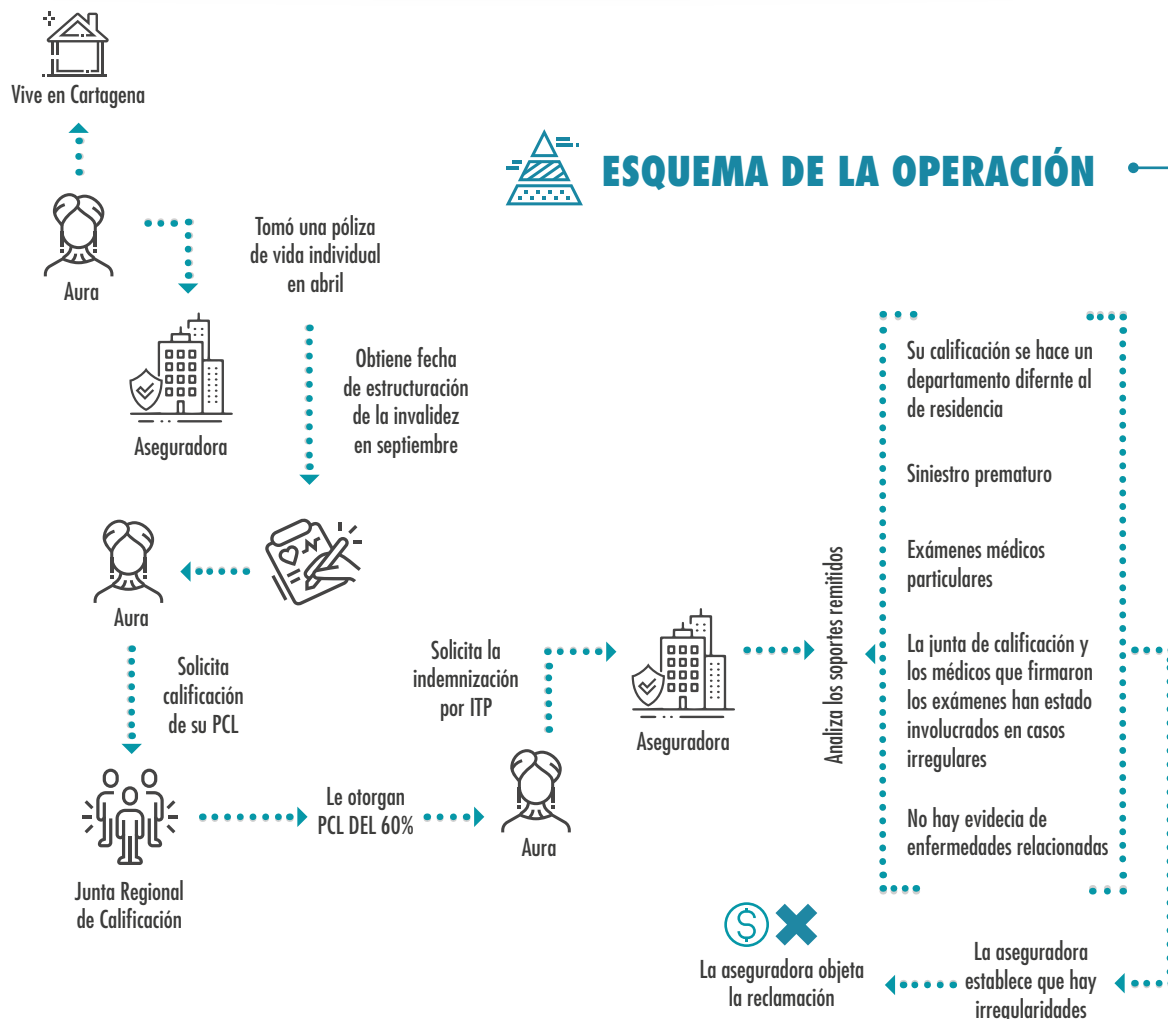 Vive en Cartagena
ESQUEMA DE LA OPERACIÓN
Aura
Tomó una póliza
de vida individual
en abril
Aseguradora
Obtiene fecha
de estructuración
de la invalidez
en septiembre
Aura
Solicita
calificación
de su PCL
Junta Regional
de Calificación
Le otorgan
PCL DEL 60%
Aura
Solicita la
indemnización
por ITP
Aseguradora
Analiza los soportes remitidos
Su calificación se hace un
departamento difernte al
de residencia
Siniestro prematuro
Exámenes médicos
particulares
La junta de calificación y
los médicos que firmaron
los exámenes han estado
involucrados en casos
irregulares
No hay evidecia de
enfermedades relacionadas
La aseguradora
establece que hay
irregularidades
La aseguradora objeta
la reclamación